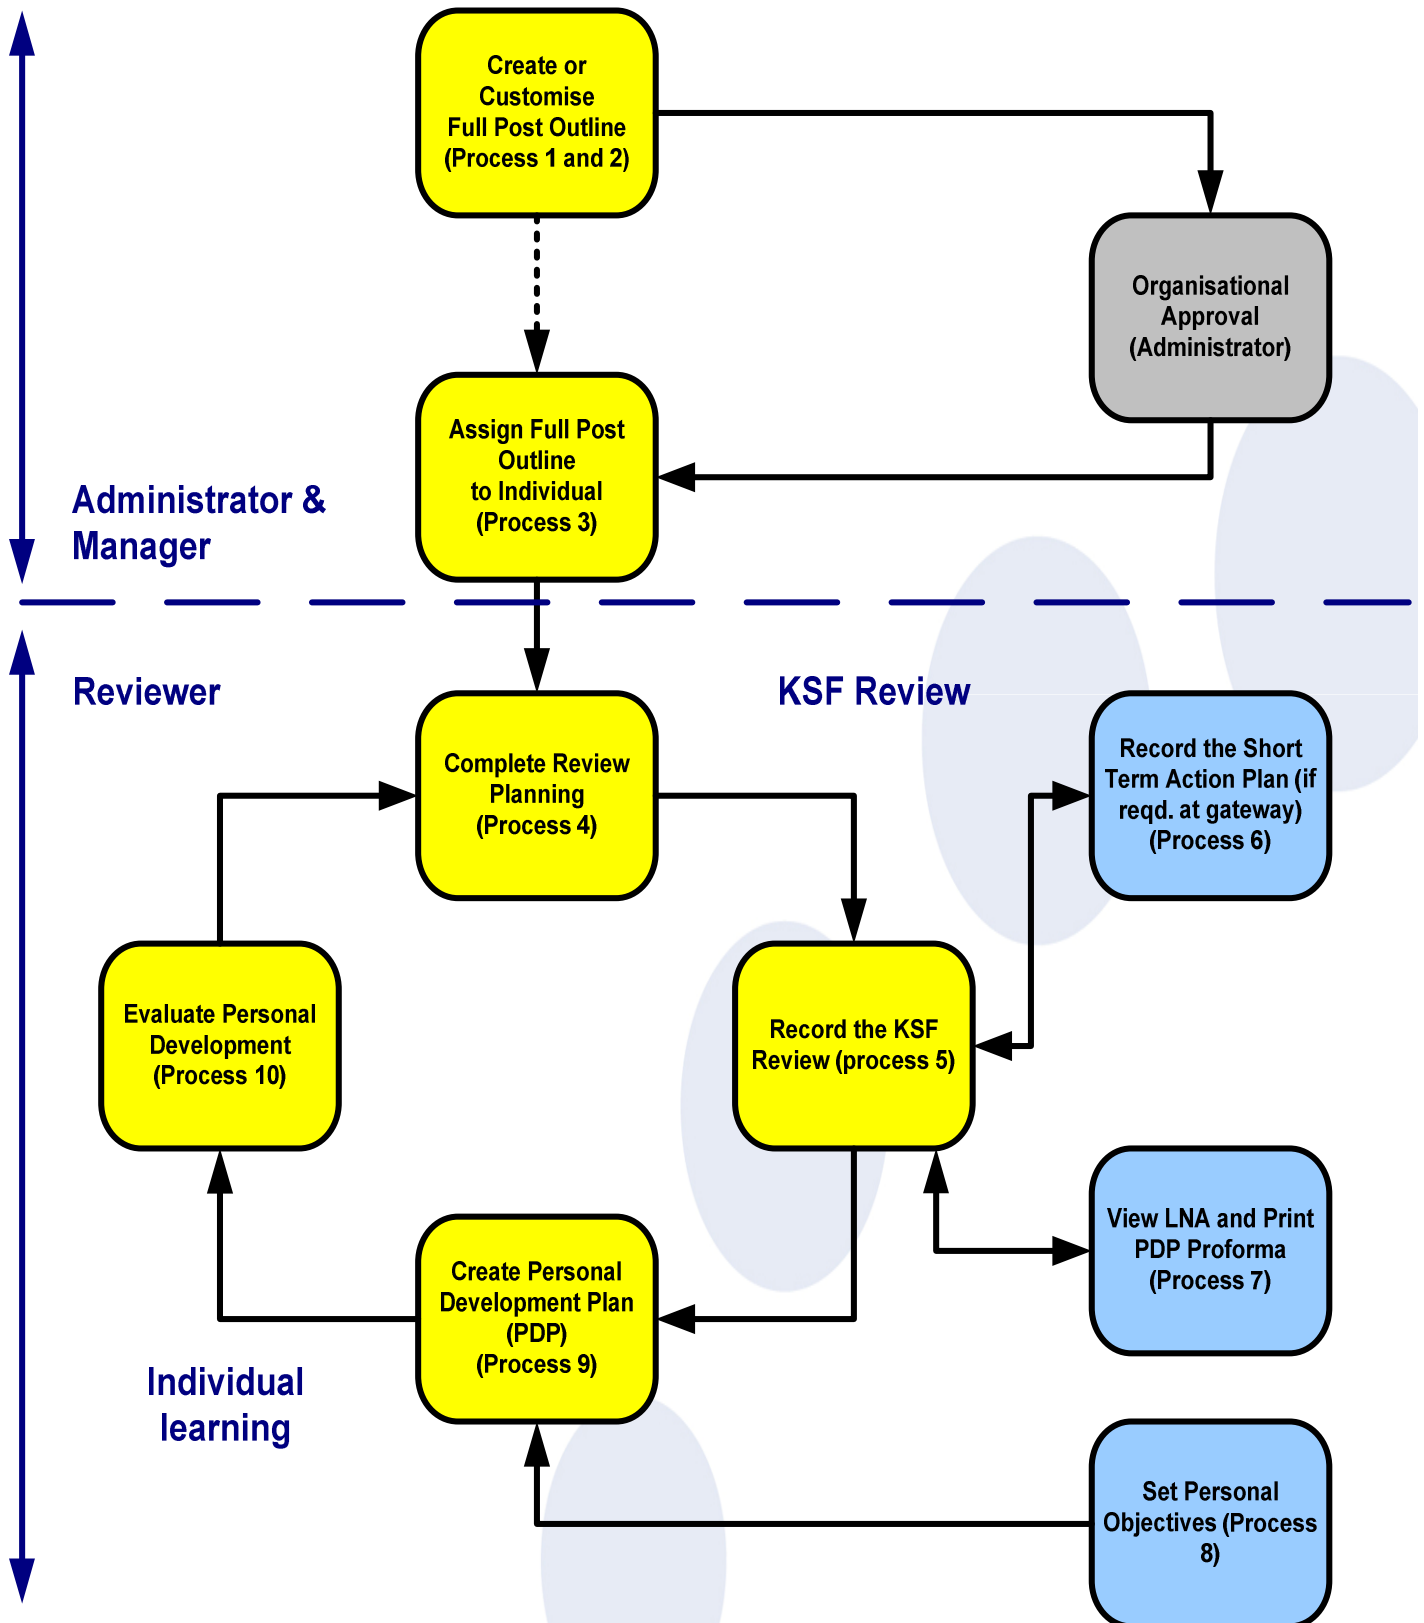 Create or
Customise
Full Post Outline
(Process 1 and 2)
Organisational
Approval
(Administrator)
Assign Full Post
Outline
to Individual
(Process 3)
Administrator &
Manager
Reviewer
KSF Review
Complete Review
Planning
(Process 4)
Record the Short
Term Action Plan (if
reqd. at gateway)
(Process 6)
Evaluate Personal
Development
(Process 10)
Record the KSF
Review (process 5)
View LNA and Print
PDP Proforma
(Process 7)
Create Personal
Development Plan
(PDP)
(Process 9)
Individual
learning
Set Personal
Objectives (Process
8)